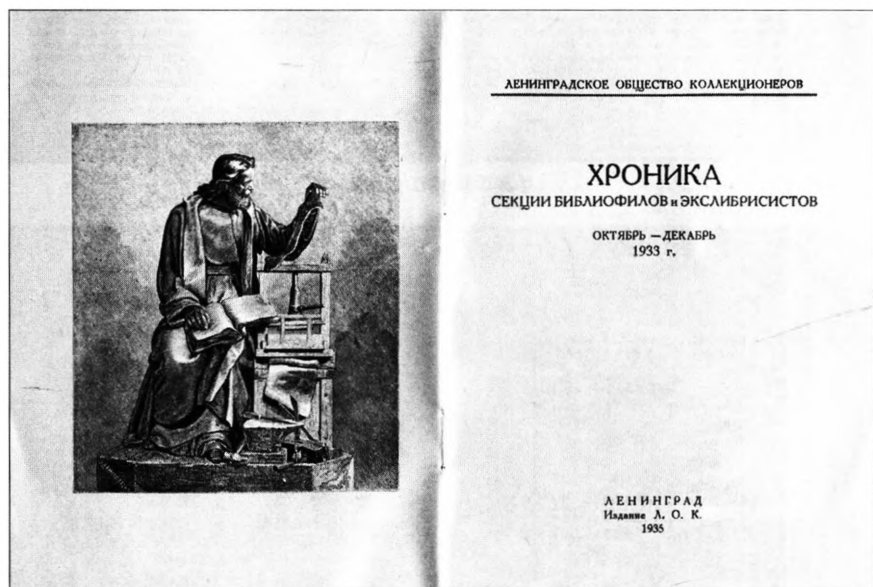 ЛЕНИНГРАДСКОЕ ОБЩЕСТВО КОЛЛЕКЦИОНЕРОВ
ХРОНИКА
СЕКЦИИ БИБЛИОФИЛОВ и ЭКСЛИБРИСИСТОВ
ОКТЯБРЬ — ДЕКАБРЬ
1933 г.
ЛЕНИНГРАД
Издание Л. О. К.
1935